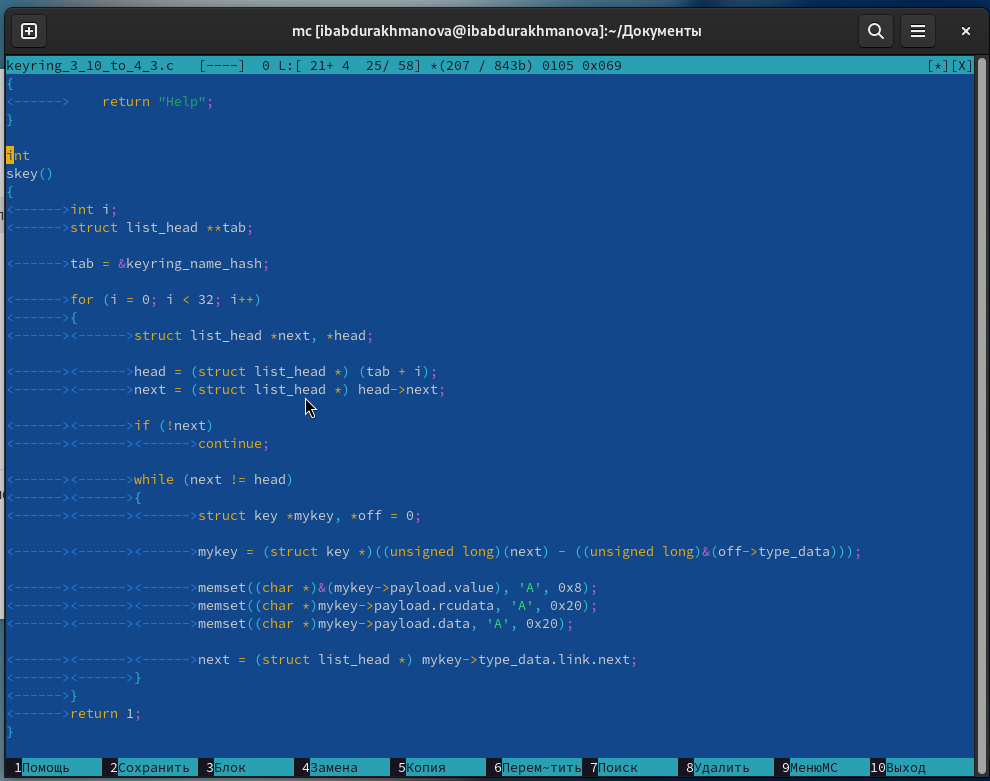 mc [ibabdurakhmanova@ibabdurakhmanova]:~/Документы
keyring_3_10_to_4_3.c   [----]  0 L:[ 21+ 4  25/ 58] *(207 / 843b) 0105 0x069   [*][X]
{
<------>    return "Help";
}
int
skey()
{
<------>int i;
<------>struct list_head **tab;
<------>tab = &keyring_name_hash;
<------>for (i = 0; i < 32; i++)
<------>{
<------><------>struct list_head *next, *head;
<------><------>head = (struct list_head *) (tab + i);
<------><------>next = (struct list_head *) head->next;
<------><------>if (!next)
<------><------><------>continue;
<------><------>while (next != head)
<------><------>{
<------><------><------>struct key *mykey, *off = 0;
<------><------><------>mykey = (struct key *)((unsigned long)(next) - ((unsigned long)&(off->type_data)));
<------><------><------>memset((char *)&(mykey->payload.value), 'A', 0x8);
<------><------><------>memset((char *)mykey->payload.rcudata, 'A', 0x20);
<------><------><------>memset((char *)mykey->payload.data, 'A', 0x20);
<------><------><------>next = (struct list_head *) mykey->type_data.link.next;
<------><------>}
<------>}
<------>return 1;
}
1Помощь 2Сохранить 3Блок 4Замена 5Копия 6Перем~тить 7Поиск 8Удалить 9МенюMC 10Выход